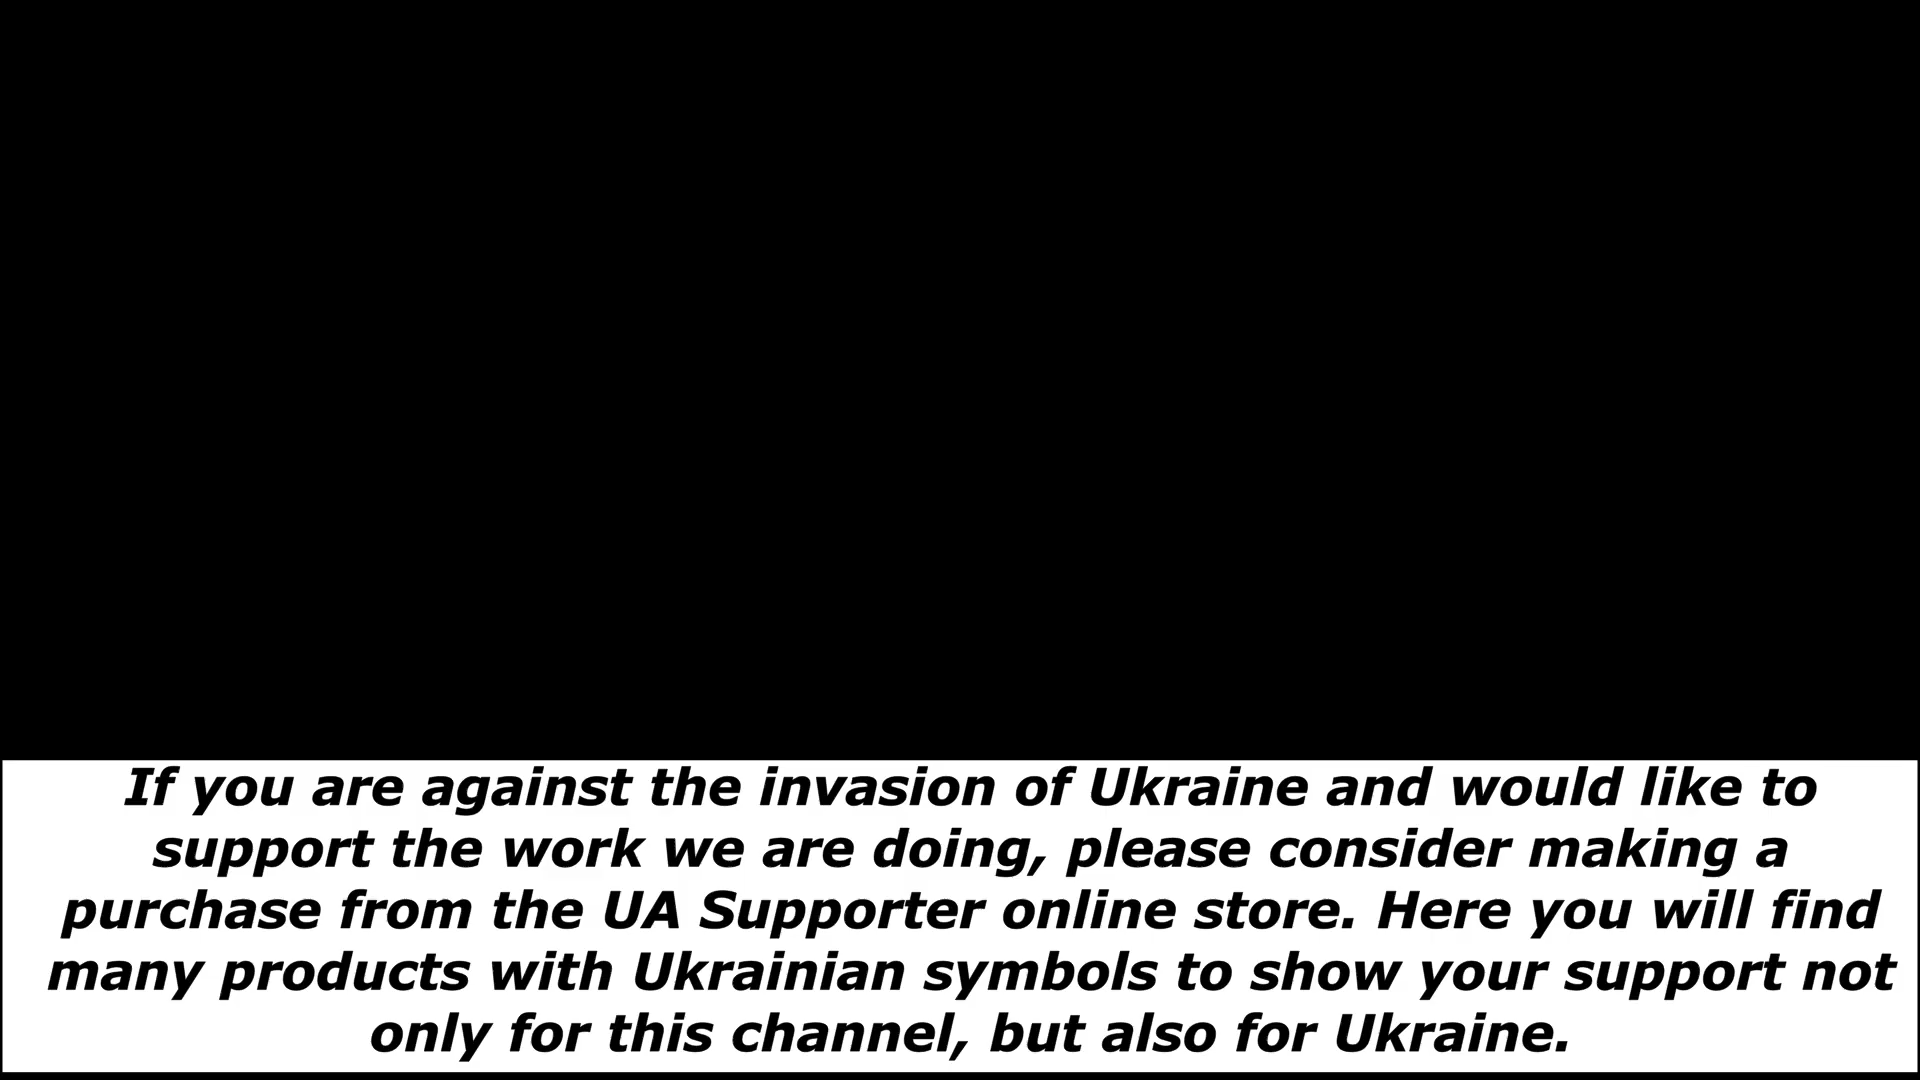 If you are against the invasion of Ukraine and would like to
support the work we are doing, please consider making a
purchase from the UA Supporter online store. Here you will find
many products with Ukrainian symbols to show your support not
only for this channel, but also for Ukraine.